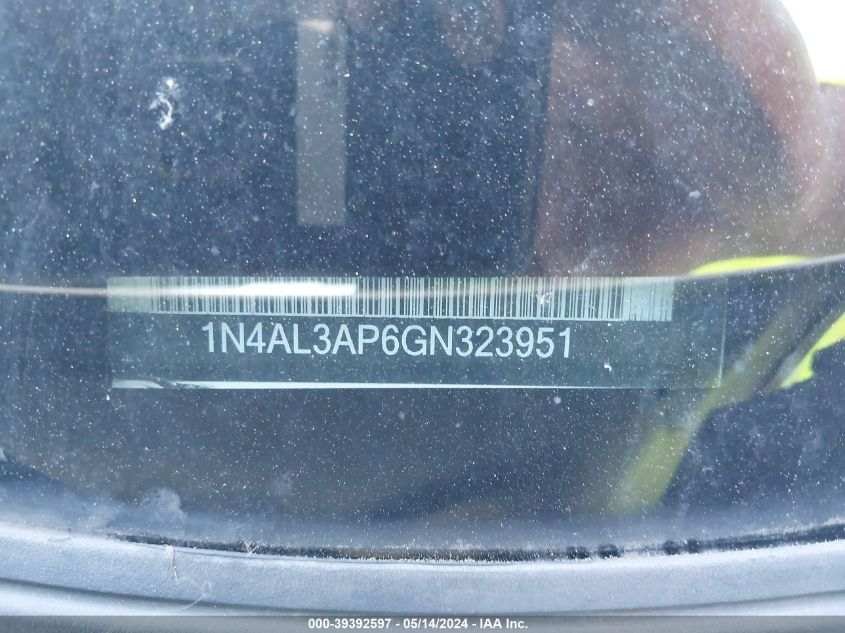 1N4AL3AP6GN323951
000-39392597 - 05/14/2024 - IAA Inc.